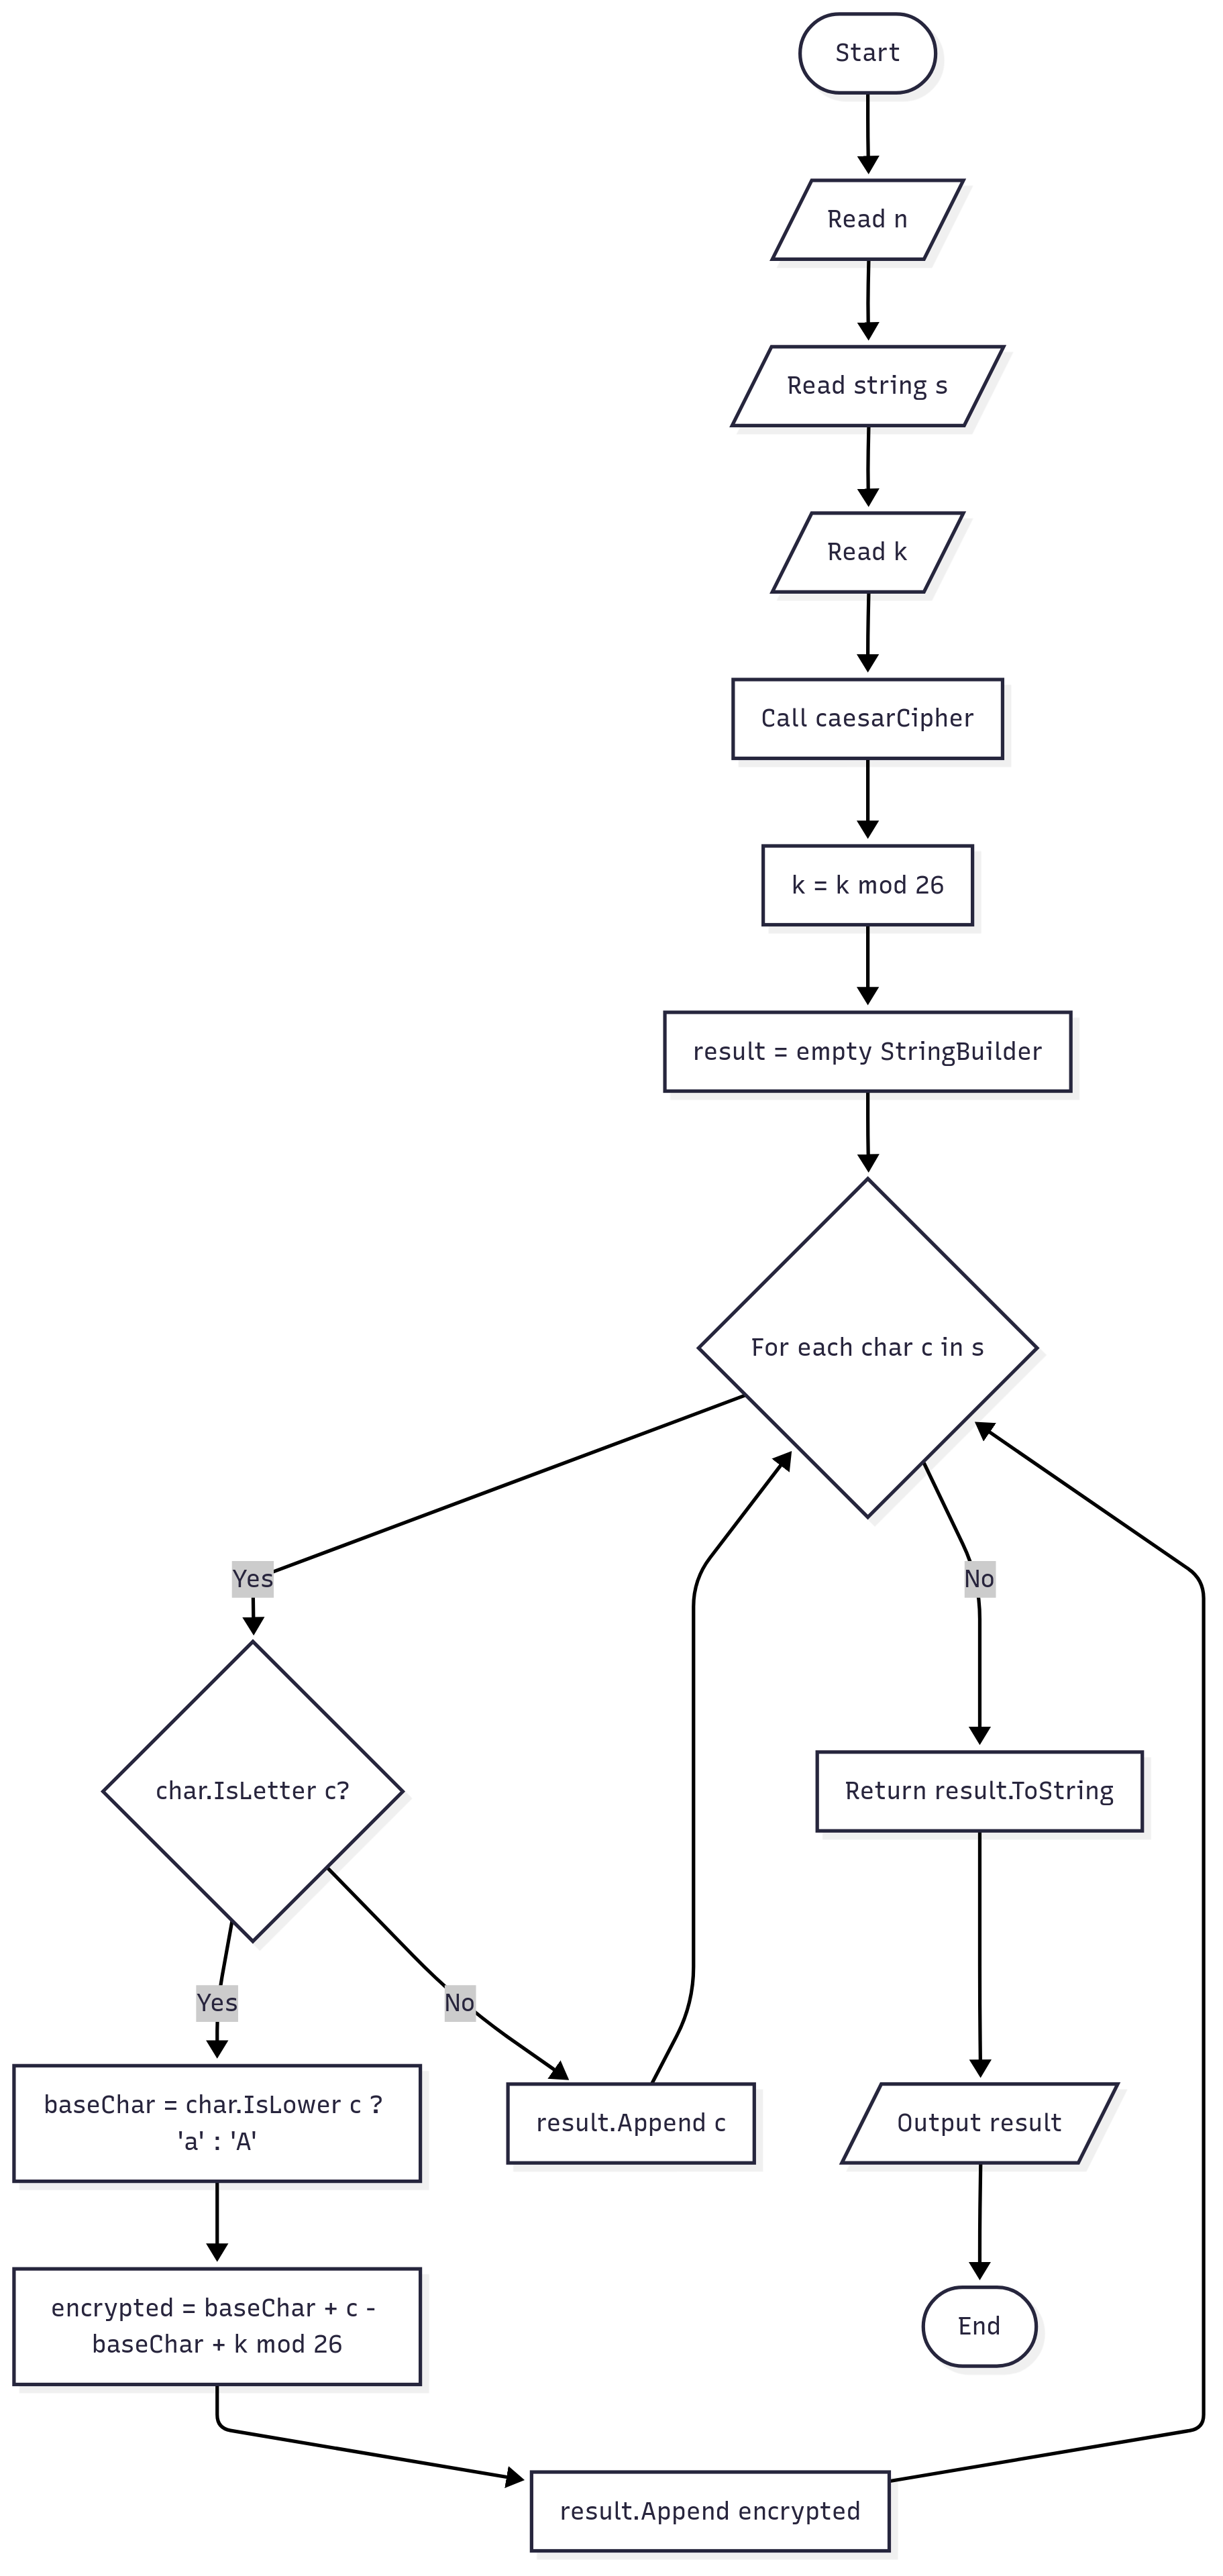 Start
Read n
Read string s
Read k
Call caesarCipher
k = k mod 26
result = empty StringBuilder
For each char c in s
Yes
No
char.IsLetter c?
Return result.ToString
Yes
No
baseChar = char.IsLower c ?
'a' : 'A'
result.Append c
Output result
encrypted = baseChar + c -
baseChar + k mod 26
End
result.Append encrypted